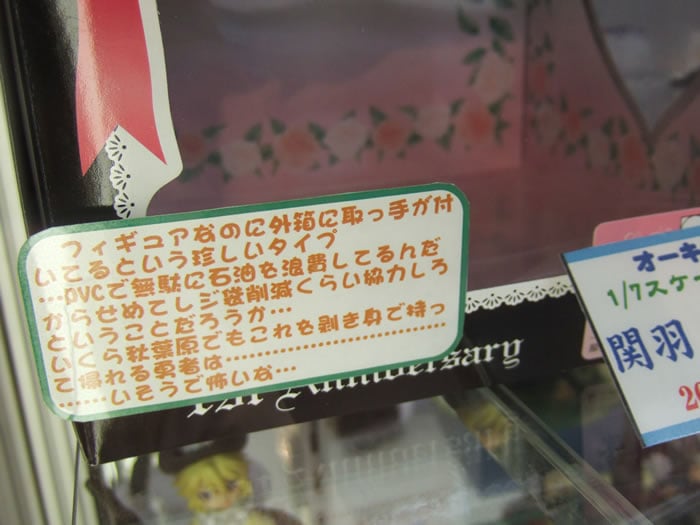 フィギュアなのに外箱に取っ手が付
いてるという珍しいタイプ
…PVCで無駄に石油を浪費してるんだ
からせめてレジ袋削減くらい協力しろ
ということだろうか…
いくら秋葉原でもこれを剥き身で持っ
て帰れる勇者は……………………………
……いそうで怖いな…
Anniversary
オーキ
1/7スケ
関羽